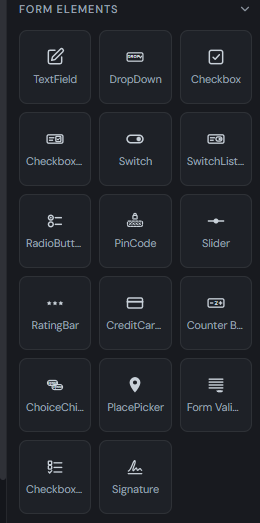 FORM ELEMENTS
TextField
DropDown
Checkbox
Checkbox...
Switch
SwitchList...
RadioButt...
PinCode
Slider
RatingBar
CreditCar...
Counter B...
ChoiceChi...
PlacePicker
Form Vali...
Checkbox...
Signature